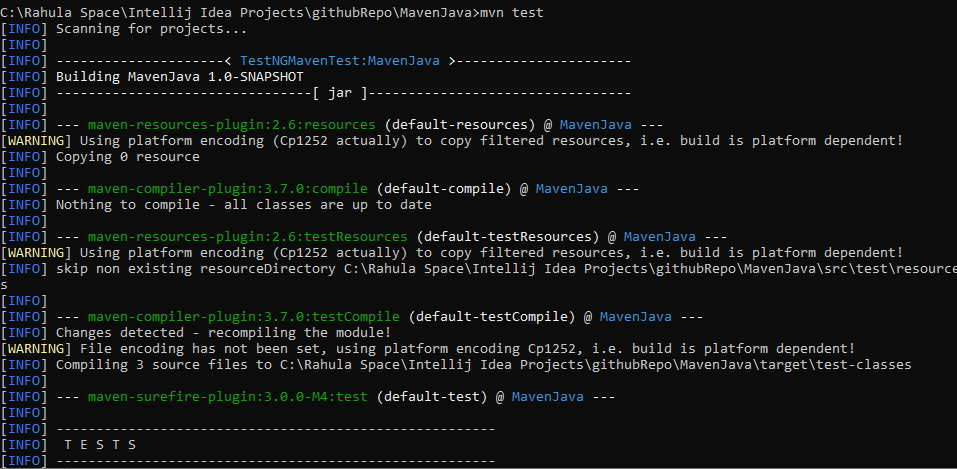 C:\Rahula Space\Intellij Idea Projects\githubRepo\MavenJava>mvn test
[INFO] Scanning for projects...
[INFO]
[INFO] ---------------------< TestNGMavenTest:MavenJava >----------------------
[INFO] Building MavenJava 1.0-SNAPSHOT
[INFO] --------------------------------[ jar ]---------------------------------
[INFO]
[INFO] --- maven-resources-plugin:2.6:resources (default-resources) @ MavenJava ---
[WARNING] Using platform encoding (Cp1252 actually) to copy filtered resources, i.e. build is platform dependent!
[INFO] Copying 0 resource
[INFO]
[INFO] --- maven-compiler-plugin:3.7.0:compile (default-compile) @ MavenJava ---
[INFO] Nothing to compile - all classes are up to date
[INFO]
[INFO] --- maven-resources-plugin:2.6:testResources (default-testResources) @ MavenJava ---
[WARNING] Using platform encoding (Cp1252 actually) to copy filtered resources, i.e. build is platform dependent!
[INFO] skip non existing resourceDirectory C:\Rahula Space\Intellij Idea Projects\githubRepo\MavenJava\src\test\resource
s
[INFO]
[INFO] --- maven-compiler-plugin:3.7.0:testCompile (default-testCompile) @ MavenJava ---
[INFO] Changes detected - recompiling the module!
[WARNING] File encoding has not been set, using platform encoding Cp1252, i.e. build is platform dependent!
[INFO] Compiling 3 source files to C:\Rahula Space\Intellij Idea Projects\githubRepo\MavenJava\target\test-classes
[INFO]
[INFO] --- maven-surefire-plugin:3.0.0-M4:test (default-test) @ MavenJava ---
[INFO]
[INFO] -------------------------------------------------------
[INFO]  T E S T S
[INFO] -------------------------------------------------------